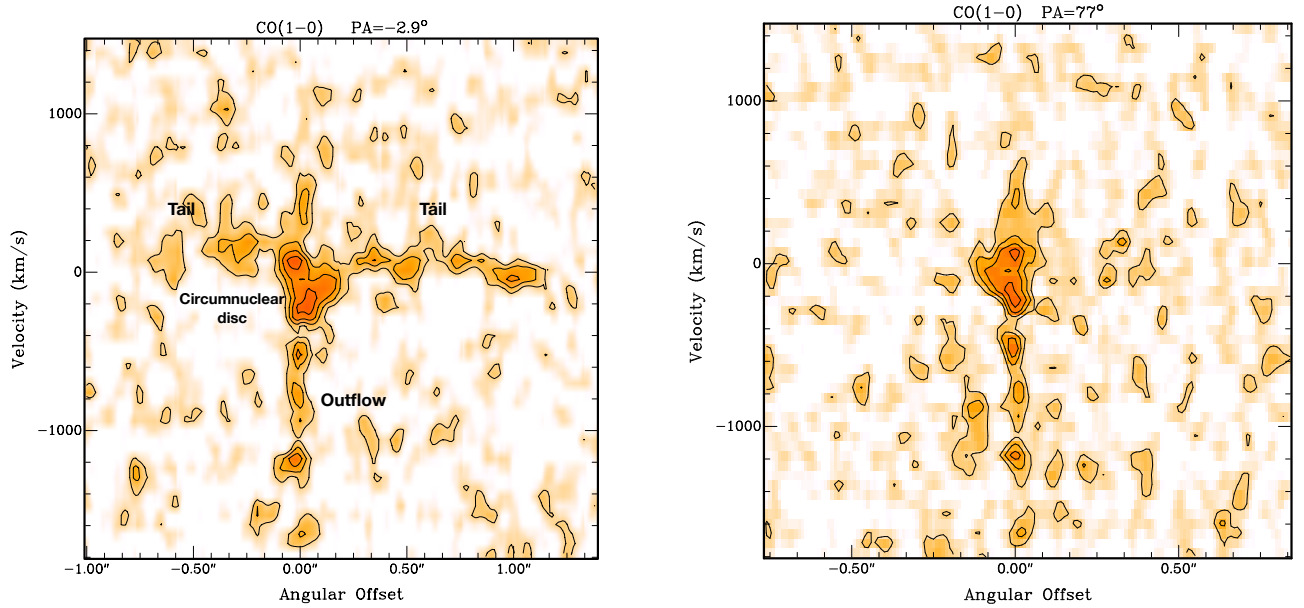 CO(1−0) PA=−2.9°
1000
0
−1000
Velocity (km/s)
Tail
Tail
Circumnuclear
disc
Outflow
−1.00″ −0.50″ 0.00″ 0.50″ 1.00″
Angular Offset
CO(1−0) PA=77°
1000
0
−1000
Velocity (km/s)
−0.50″ 0.00″ 0.50″
Angular Offset